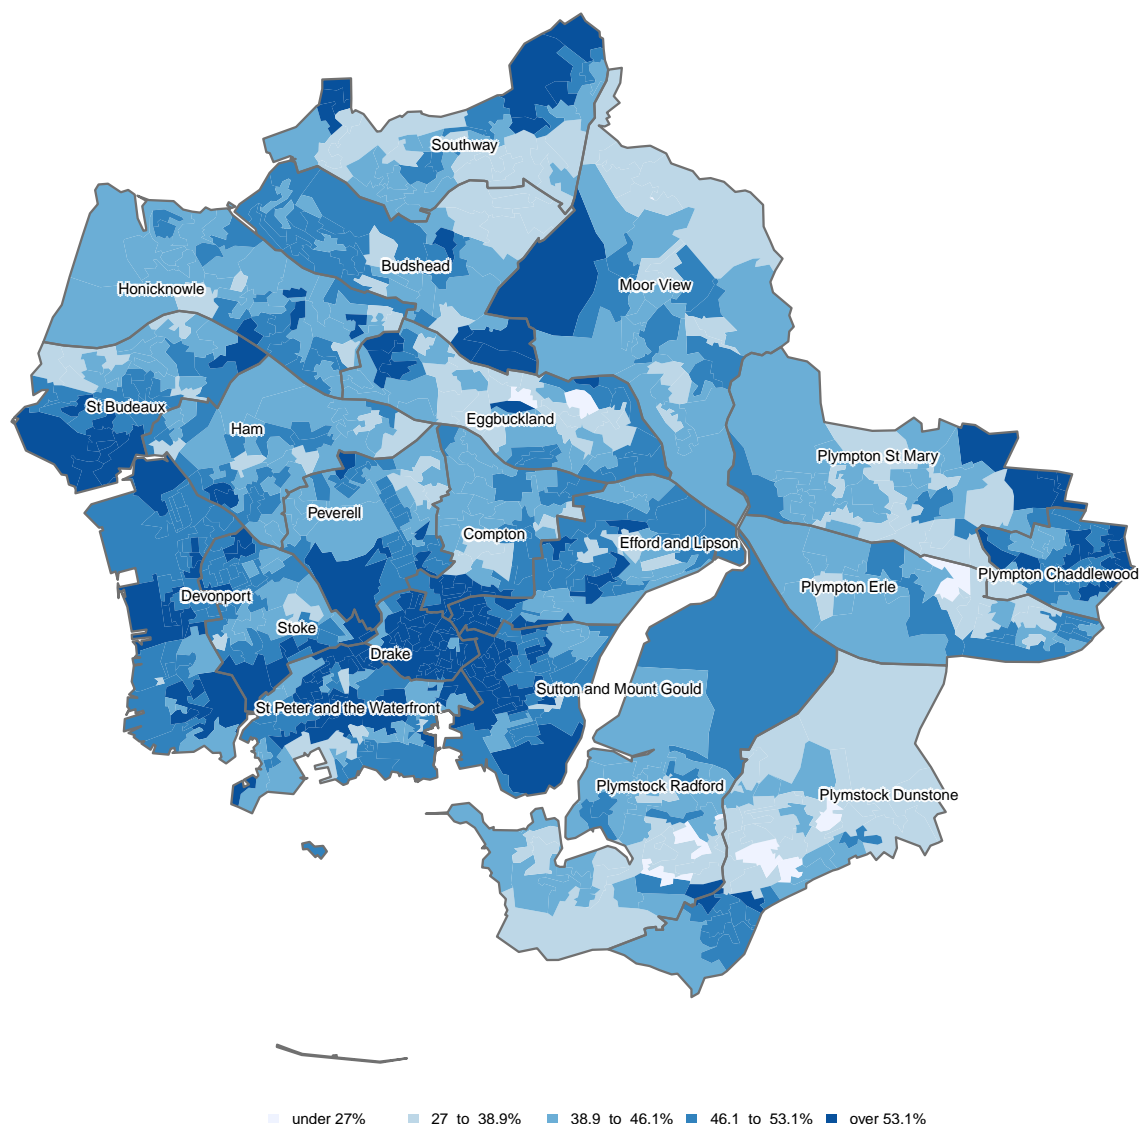 Southway
Budshead
Moor View
Honicknowle
St Budeaux
Ham
Eggbuckland
Plympton St Mary
Peverell
Compton
Efford and Lipson
Plympton Chaddlewood
Plympton Erle
Devonport
Stoke
Drake
Sutton and Mount Gould
St Peter and the Waterfront
Plymstock Radford
Plymstock Dunstone
under 27% 27 to 38.9% 38.9 to 46.1% 46.1 to 53.1% over 53.1%